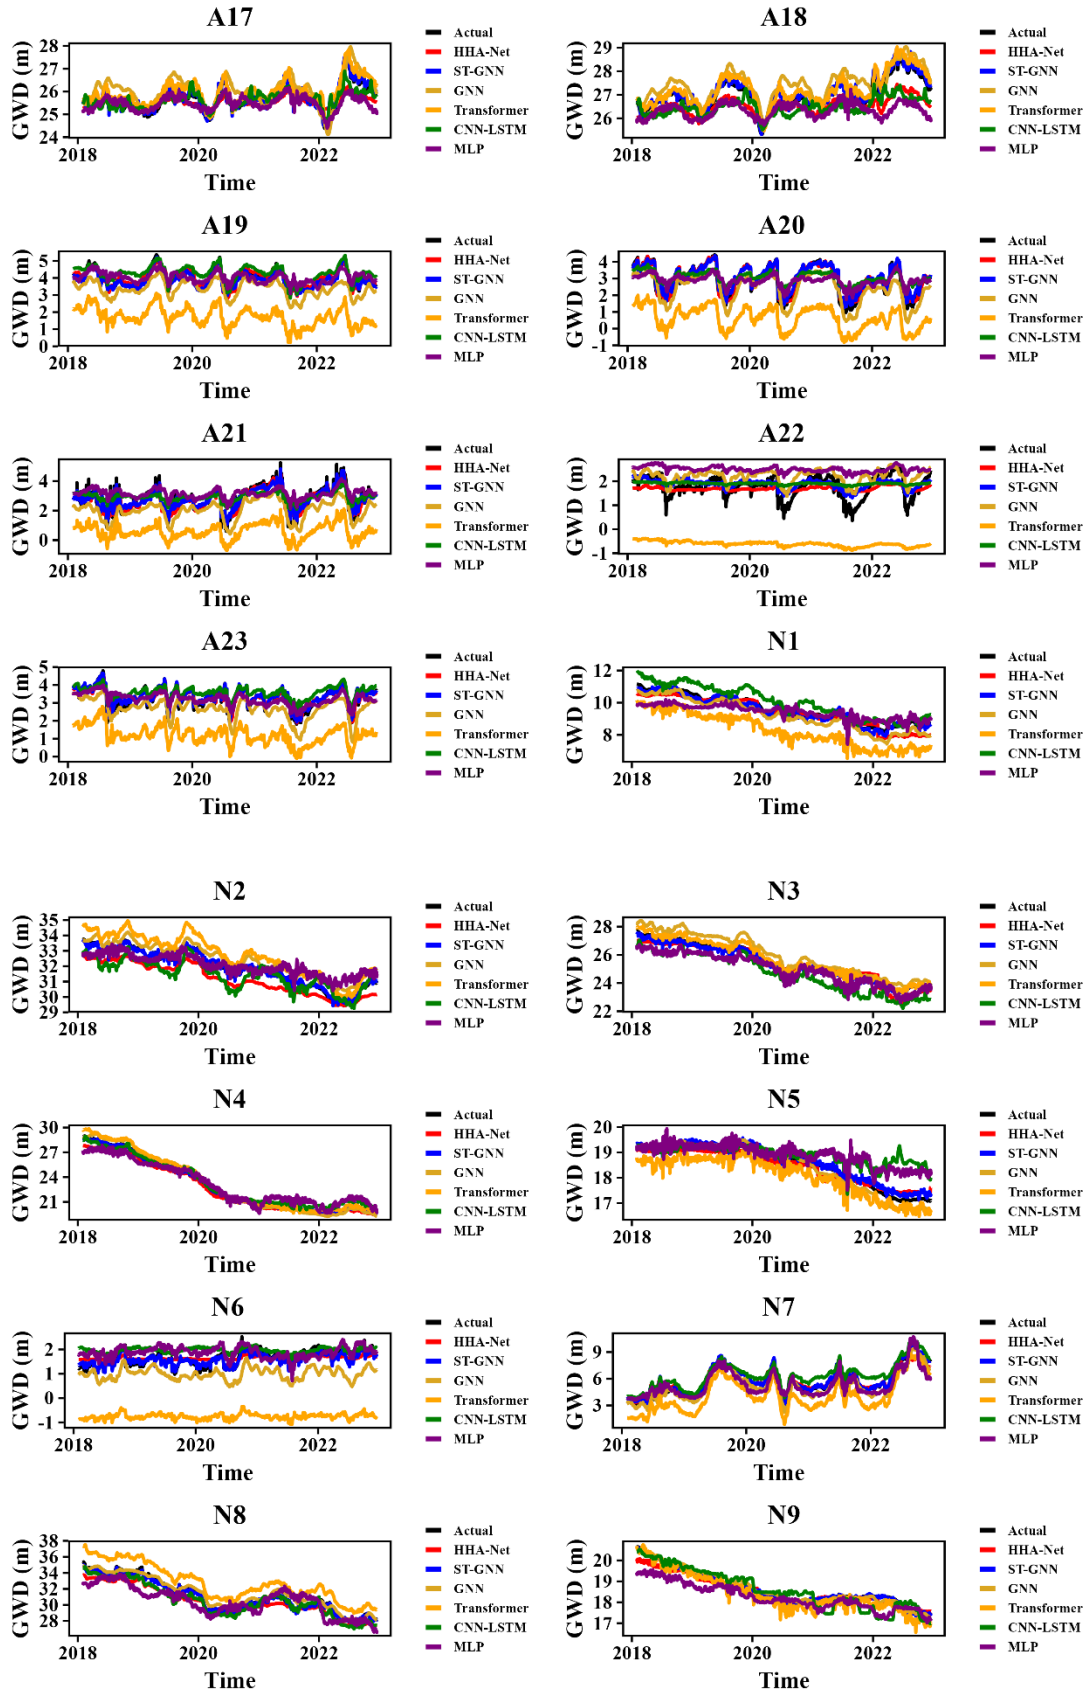 A17
GWD (m)
28
27
26
25
24
2018
2020
2022
Time
Actual
HHA-Net
ST-GNN
GNN
Transformer
CNN-LSTM
MLP
A18
GWD (m)
29
28
27
26
2018
2020
2022
Time
Actual
HHA-Net
ST-GNN
GNN
Transformer
CNN-LSTM
MLP
A19
GWD (m)
5
4
3
2
1
0
2018
2020
2022
Time
Actual
HHA-Net
ST-GNN
GNN
Transformer
CNN-LSTM
MLP
A20
GWD (m)
4
3
2
1
0
-1
2018
2020
2022
Time
Actual
HHA-Net
ST-GNN
GNN
Transformer
CNN-LSTM
MLP
A21
GWD (m)
4
2
0
2018
2020
2022
Time
Actual
HHA-Net
ST-GNN
GNN
Transformer
CNN-LSTM
MLP
A22
GWD (m)
2
1
0
-1
2018
2020
2022
Time
Actual
HHA-Net
ST-GNN
GNN
Transformer
CNN-LSTM
MLP
A23
GWD (m)
5
4
3
2
1
0
2018
2020
2022
Time
Actual
HHA-Net
ST-GNN
GNN
Transformer
CNN-LSTM
MLP
N1
GWD (m)
12
10
8
2018
2020
2022
Time
Actual
HHA-Net
ST-GNN
GNN
Transformer
CNN-LSTM
MLP
N2
GWD (m)
35
34
33
32
31
30
29
2018
2020
2022
Time
Actual
HHA-Net
ST-GNN
GNN
Transformer
CNN-LSTM
MLP
N3
GWD (m)
28
26
24
22
2018
2020
2022
Time
Actual
HHA-Net
ST-GNN
GNN
Transformer
CNN-LSTM
MLP
N4
GWD (m)
30
27
24
21
2018
2020
2022
Time
Actual
HHA-Net
ST-GNN
GNN
Transformer
CNN-LSTM
MLP
N5
GWD (m)
20
19
18
17
2018
2020
2022
Time
Actual
HHA-Net
ST-GNN
GNN
Transformer
CNN-LSTM
MLP
N6
GWD (m)
2
1
0
-1
2018
2020
2022
Time
Actual
HHA-Net
ST-GNN
GNN
Transformer
CNN-LSTM
MLP
N7
GWD (m)
9
6
3
2018
2020
2022
Time
Actual
HHA-Net
ST-GNN
GNN
Transformer
CNN-LSTM
MLP
N8
GWD (m)
38
36
34
32
30
28
2018
2020
2022
Time
Actual
HHA-Net
ST-GNN
GNN
Transformer
CNN-LSTM
MLP
N9
GWD (m)
20
19
18
17
2018
2020
2022
Time
Actual
HHA-Net
ST-GNN
GNN
Transformer
CNN-LSTM
MLP